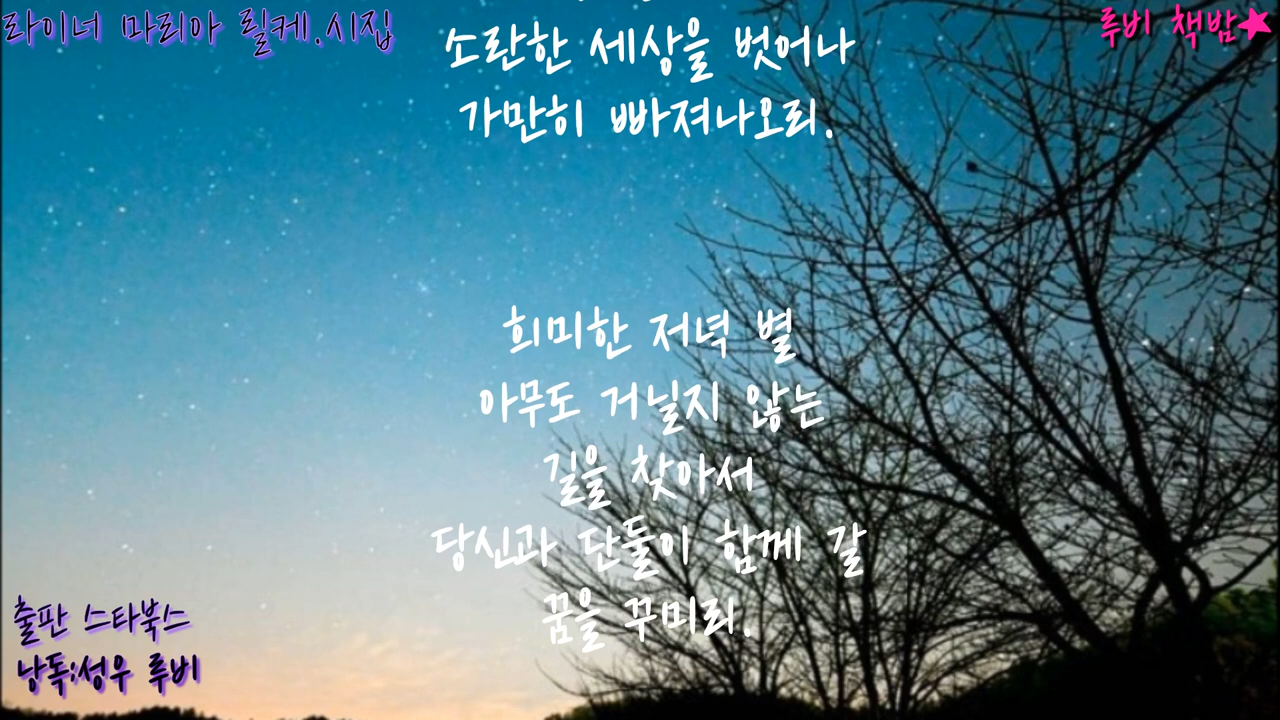 라이너 마리아 릴케.시집
루비 책밤★
소란한 세상을 벗어나
가만히 빠져나오리.
희미한 저녁 별
아무도 거닐지 않는
길을 찾아서
당신과 단둘이 함께 갈
꿈을 꾸미리.
출판 스타북스
낭독:성우 루비